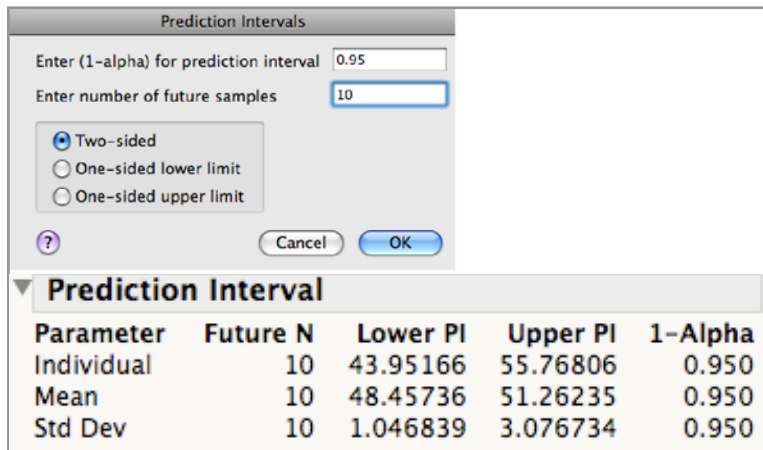 Prediction Intervals
Enter (1-alpha) for prediction interval 0.95
Enter number of future samples 10
Two-sided
One-sided lower limit
One-sided upper limit
? Cancel OK
Prediction Interval
Parameter Future N Lower PI Upper PI 1-Alpha
Individual 10 43.95166 55.76806 0.950
Mean 10 48.45736 51.26235 0.950
Std Dev 10 1.046839 3.076734 0.950